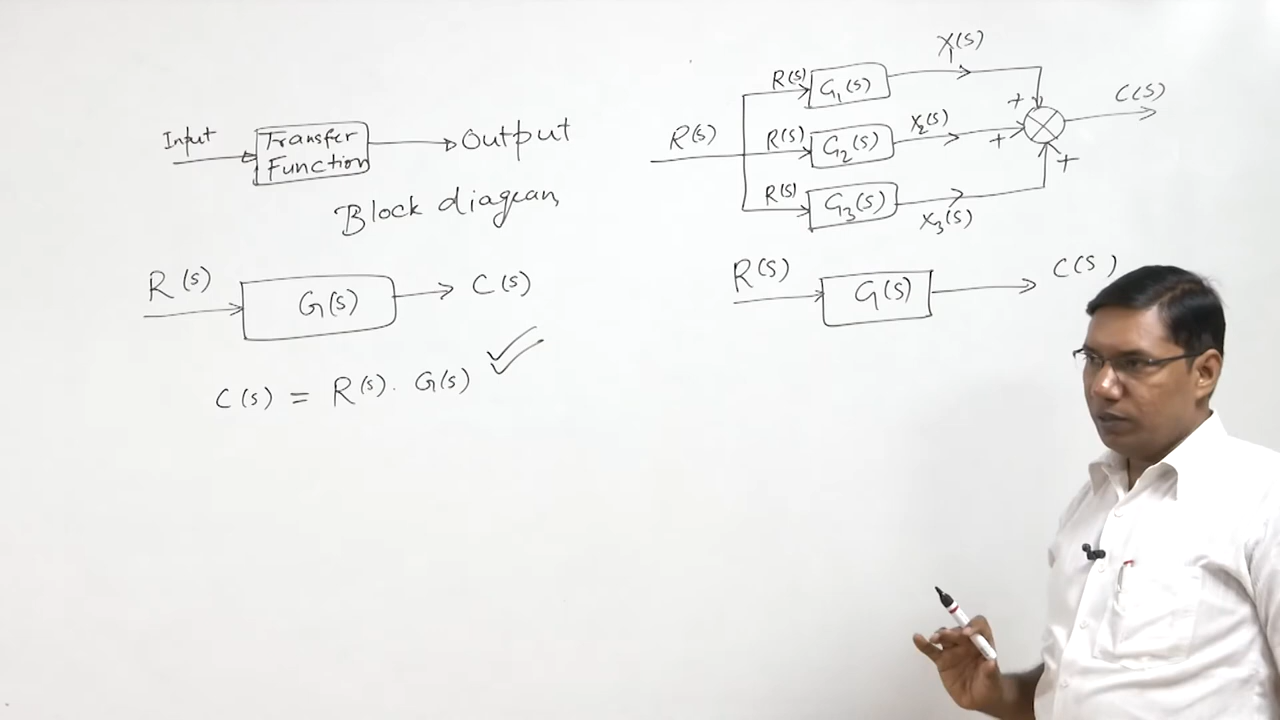 Input
Transfer
Function
Output
Block diagram
R(s)
G(s)
C(s)
C(s) = R(s). G(s)
R(s)
R(s)
G₁(s)
X₁(s)
R(s)
G₂(s)
X₂(s)
R(s)
G₃(s)
X₃(s)
+
+
+
C(s)
R(s)
G(s)
C(s)